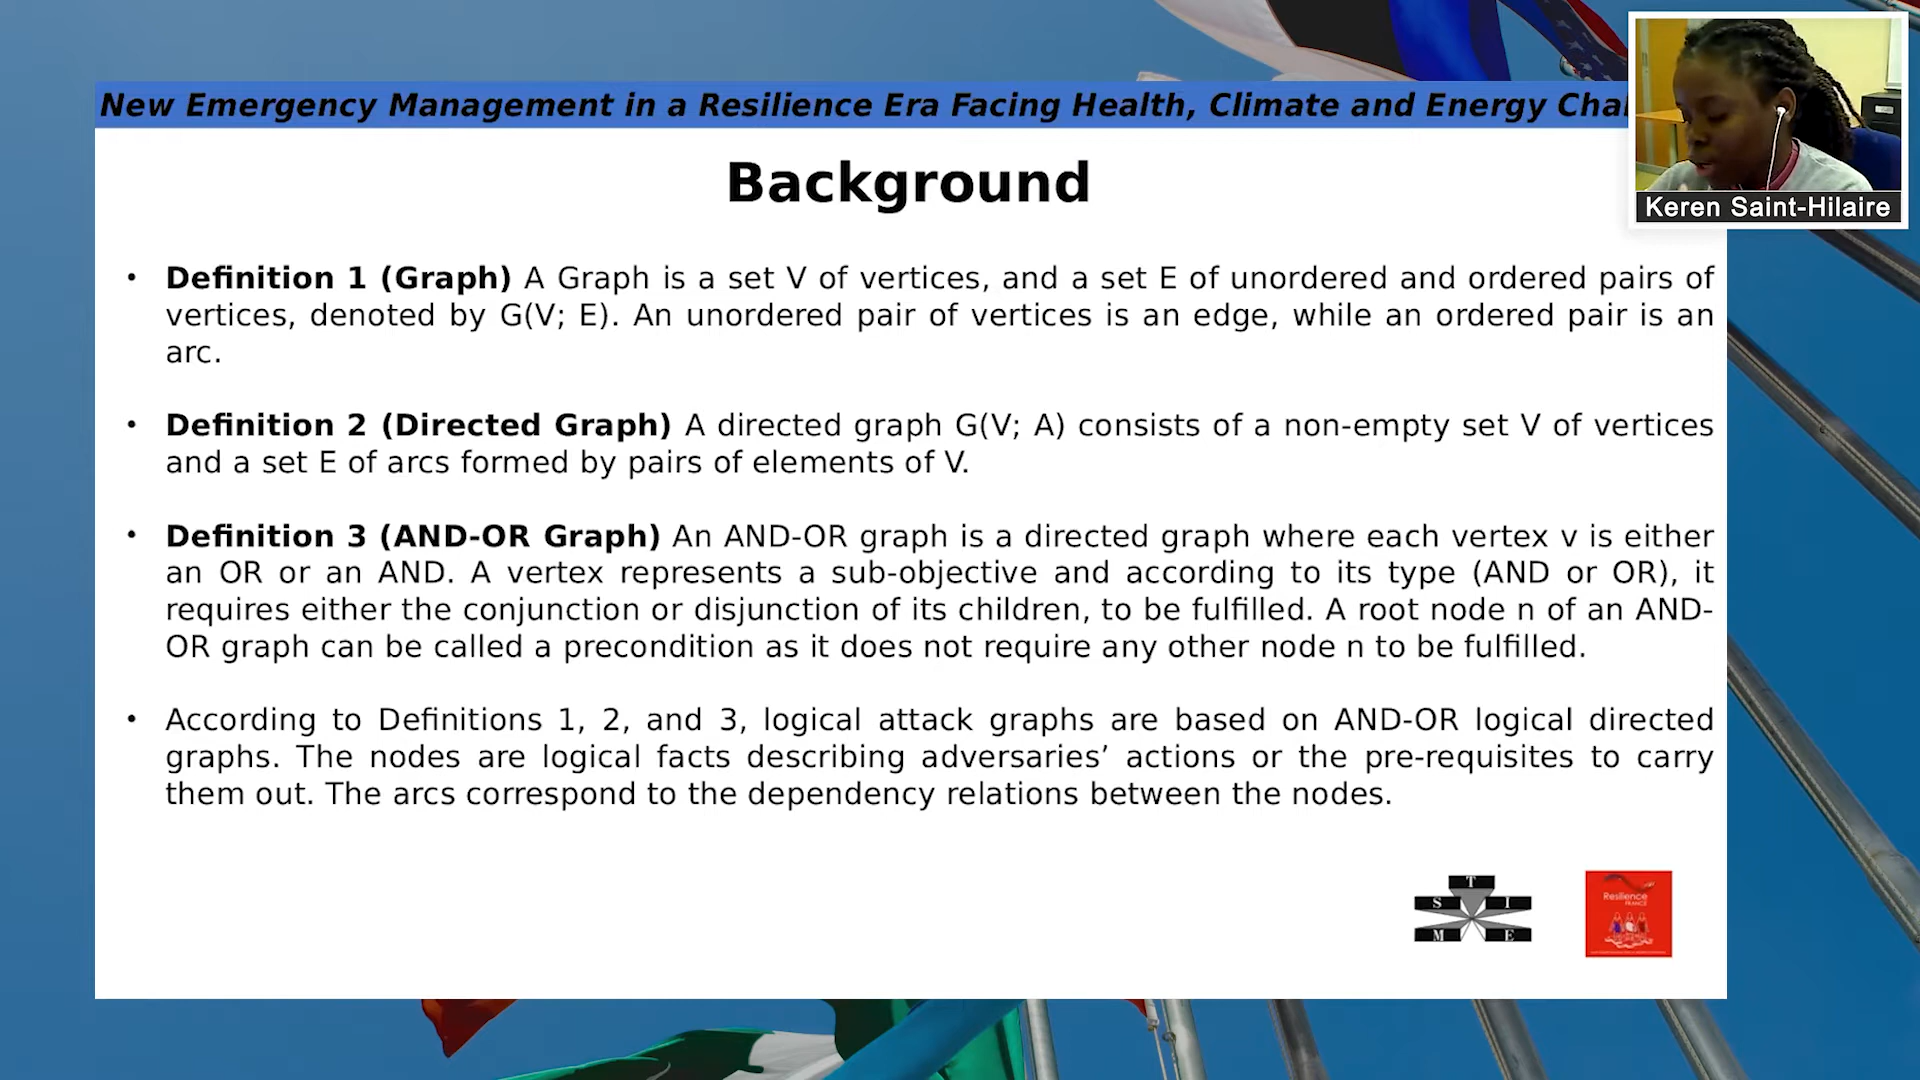 New Emergency Management in a Resilience Era Facing Health, Climate and Energy
Keren Saint-Hilaire
Background
• Definition 1 (Graph) A Graph is a set V of vertices, and a set E of unordered and ordered pairs of
vertices, denoted by G(V; E). An unordered pair of vertices is an edge, while an ordered pair is an
arc.
• Definition 2 (Directed Graph) A directed graph G(V; A) consists of a non-empty set V of vertices
and a set E of arcs formed by pairs of elements of V.
• Definition 3 (AND-OR Graph) An AND-OR graph is a directed graph where each vertex v is either
an OR or an AND. A vertex represents a sub-objective and according to its type (AND or OR), it
requires either the conjunction or disjunction of its children, to be fulfilled. A root node n of an AND-
OR graph can be called a precondition as it does not require any other node n to be fulfilled.
• According to Definitions 1, 2, and 3, logical attack graphs are based on AND-OR logical directed
graphs. The nodes are logical facts describing adversaries’ actions or the pre-requisites to carry
them out. The arcs correspond to the dependency relations between the nodes.
T
S I
M E
Resilience
FRANCE